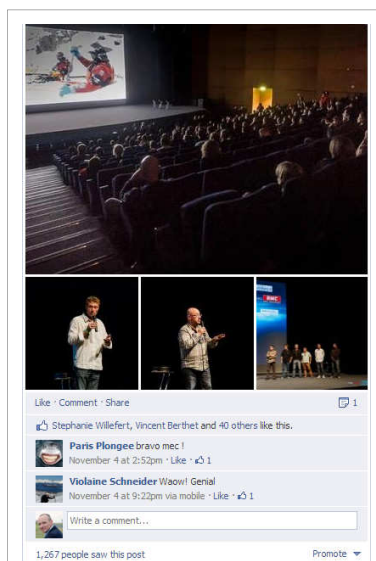 RMC
Like · Comment · Share 1
Stephanie Willefert, Vincent Berthet and 40 others like this.
Paris Plongee bravo mec !
November 4 at 2:52pm · Like · 1
Violaine Schneider Waow! Genial
November 4 at 9:22pm via mobile · Like · 1
Write a comment...
1,267 people saw this post Promote